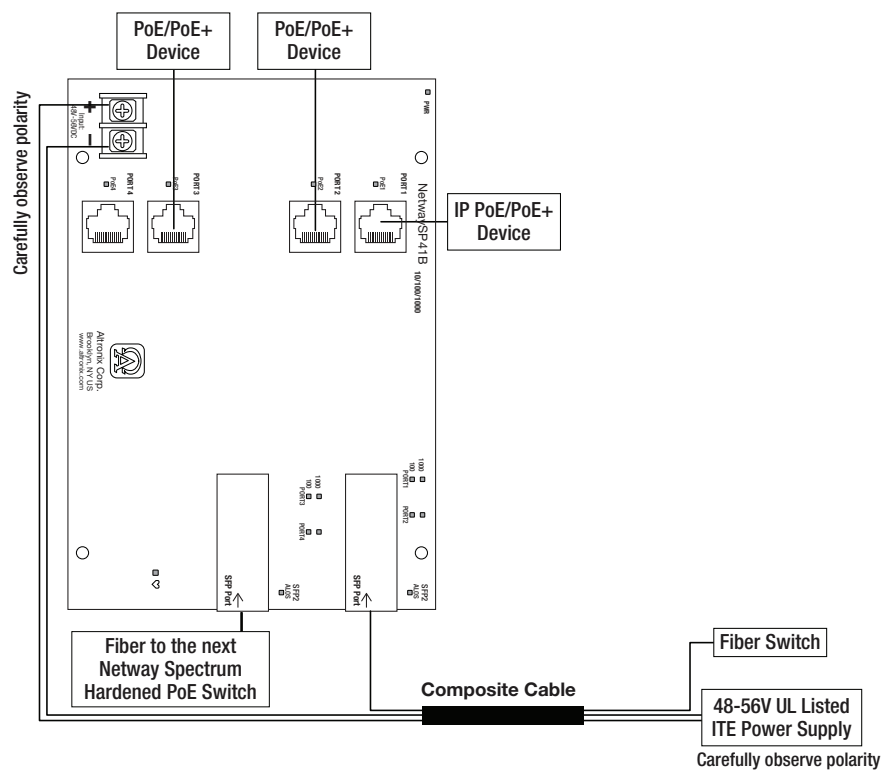 PoE/PoE+
Device
PoE/PoE+
Device
Carefully observe polarity
+
–
Input:
48V-56VDC
PWR
PORT 4
PoE4
PORT 3
PoE3
PORT 2
PoE2
PORT 1
PoE1
NetwaySP41B
10/100/1000
IP PoE/PoE+
Device
Altronix Corp.
Brooklyn, NY US
www.altronix.com
1000
100
PORT3
PORT4
1000
100
PORT1
PORT2
SFP Port
SFP2
ALOS
SFP Port
SFP2
ALOS
Fiber to the next
Netway Spectrum
Hardened PoE Switch
Composite Cable
Fiber Switch
48-56V UL Listed
ITE Power Supply
Carefully observe polarity